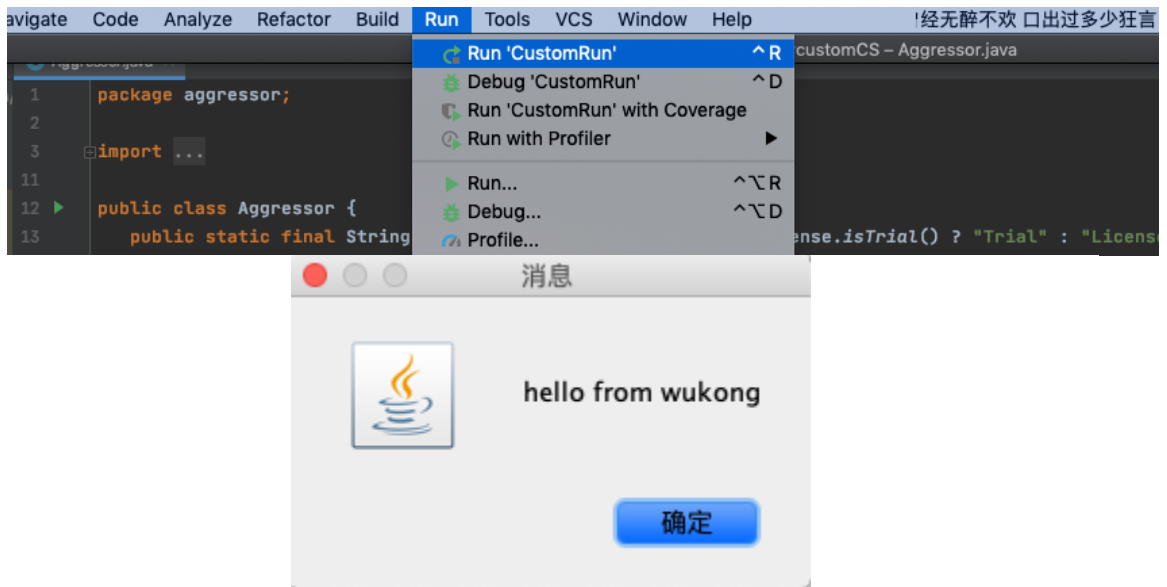 avigate Code Analyze Refactor Build Run Tools VCS Window Help 经无醉不欢 口出过多少狂言
Run 'CustomRun' ^R customCS – Aggressor.java
Debug 'CustomRun' ^D
1 package aggressor;
Run 'CustomRun' with Coverage
2
Run with Profiler
3 import ...
11
Run... ^⌥R
12 public class Aggressor {
Debug... ^⌥D
13 public static final String
Profile...
ense.isTrial() ? "Trial" : "License
消息
hello from wukong
确定